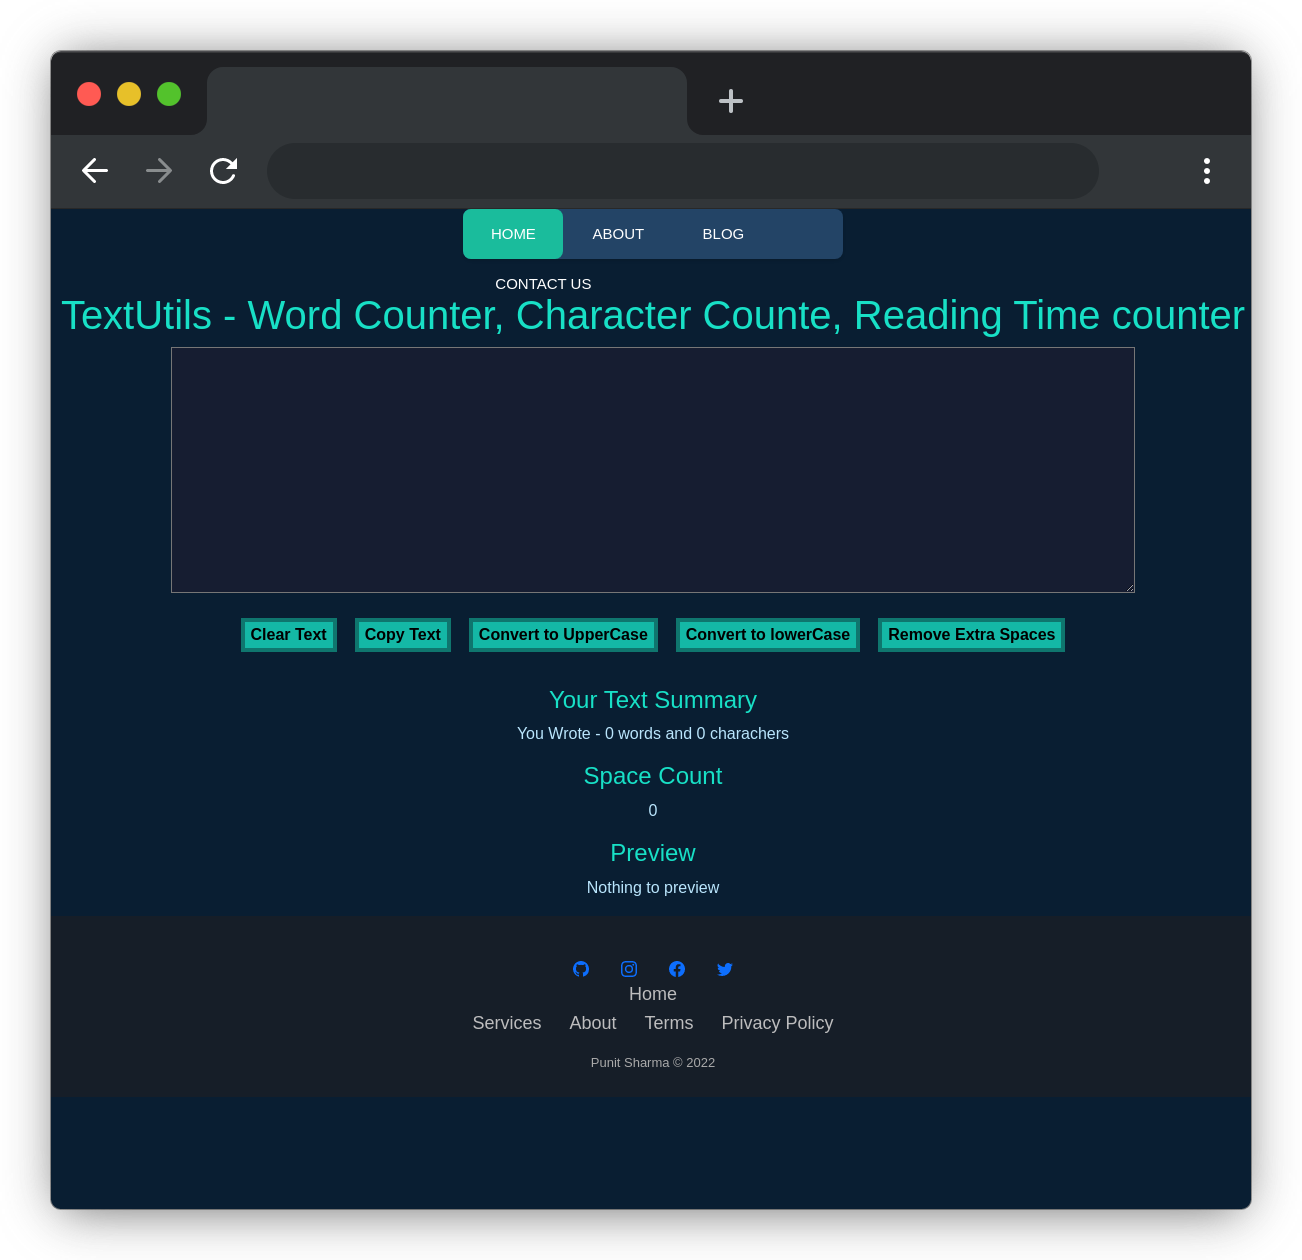 HOME ABOUT BLOG
CONTACT US
TextUtils - Word Counter, Character Counte, Reading Time counter
Clear Text Copy Text Convert to UpperCase Convert to lowerCase Remove Extra Spaces
Your Text Summary
You Wrote - 0 words and 0 charachers
Space Count
0
Preview
Nothing to preview
Home
Services About Terms Privacy Policy
Punit Sharma © 2022